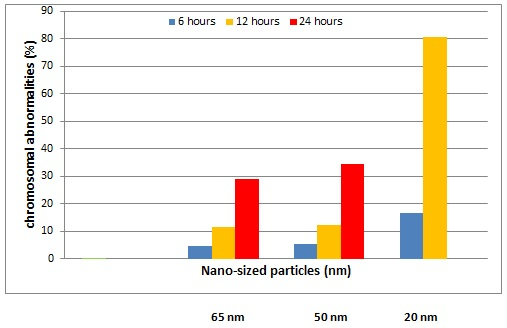 90
6 hours 12 hours 24 hours
80
70
60
50
40
30
20
10
0
chromosomal abnormalities (%)
Nano-sized particles (nm)
65 nm 50 nm 20 nm